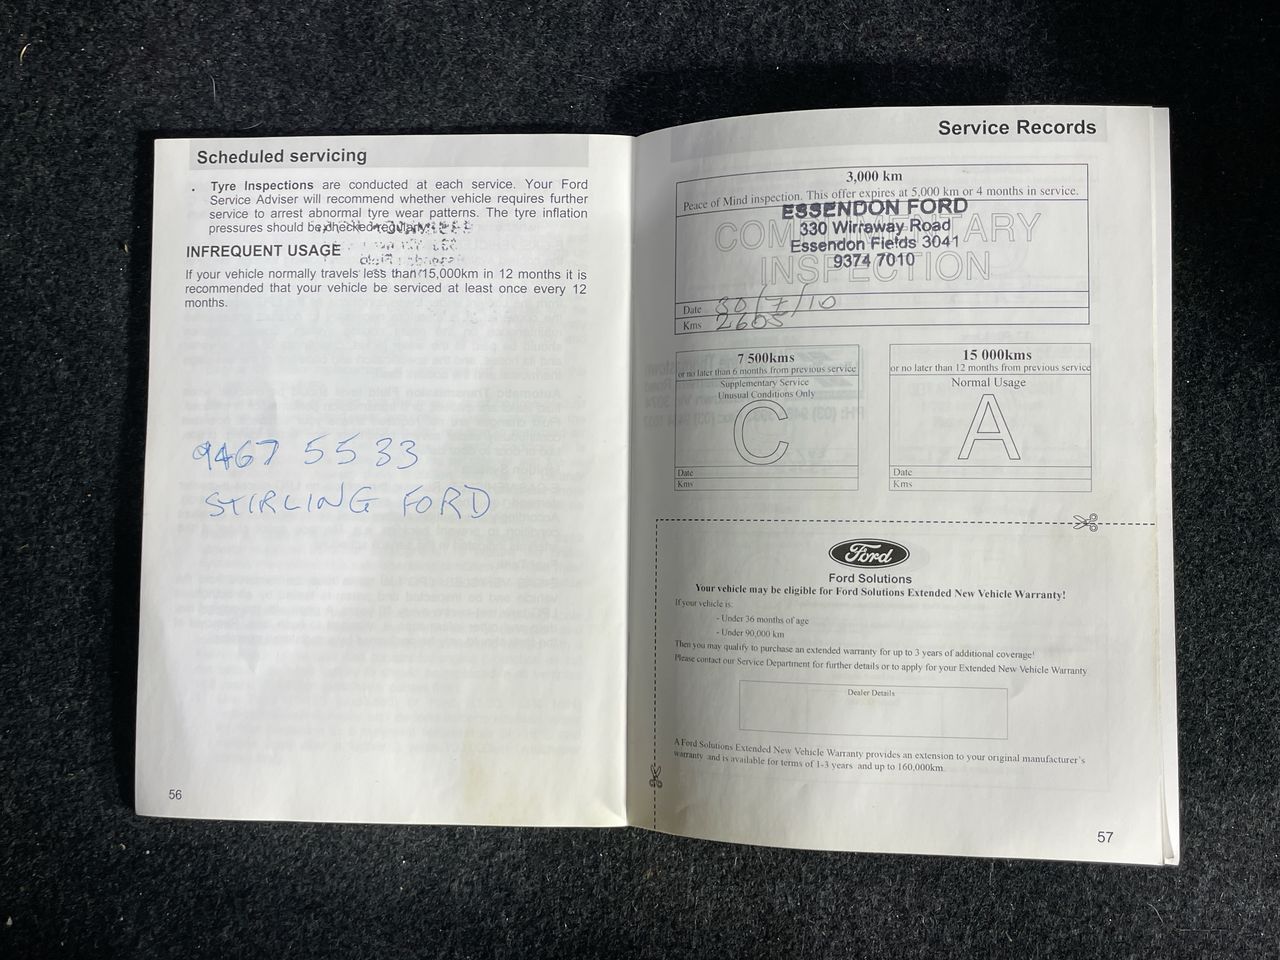 Scheduled servicing
. Tyre Inspections are conducted at each service. Your Ford
Service Adviser will recommend whether vehicle requires further
service to arrest abnormal tyre wear patterns. The tyre inflation
pressures should be checked regularly.
INFREQUENT USAGE
If your vehicle normally travels less than 15,000km in 12 months it is
recommended that your vehicle be serviced at least once every 12
months.
9467 5533
STIRLING FORD
56
Service Records
3,000 km
Peace of Mind inspection. This offer expires at 5,000 km or 4 months in service.
COMPLIMENTARY
INSPECTION
ESSENDON FORD
330 Wirraway Road
Essendon Fields 3041
9374 7010
Date 30/7/10
Kms 2605
7 500kms
or no later than 6 months from previous service
Supplementary Service
Unusual Conditions Only
C
Date
Kms
15 000kms
or no later than 12 months from previous service
Normal Usage
A
Date
Kms
Ford
Ford Solutions
Your vehicle may be eligible for Ford Solutions Extended New Vehicle Warranty!
If your vehicle is:
- Under 36 months of age
- Under 90,000 km
Then you may qualify to purchase an extended warranty for up to 3 years of additional coverage!
Please contact our Service Department for further details or to apply for your Extended New Vehicle Warranty
Dealer Details
A Ford Solutions Extended New Vehicle Warranty provides an extension to your original manufacturer's
warranty and is available for terms of 1-3 years and up to 160,000km.
57